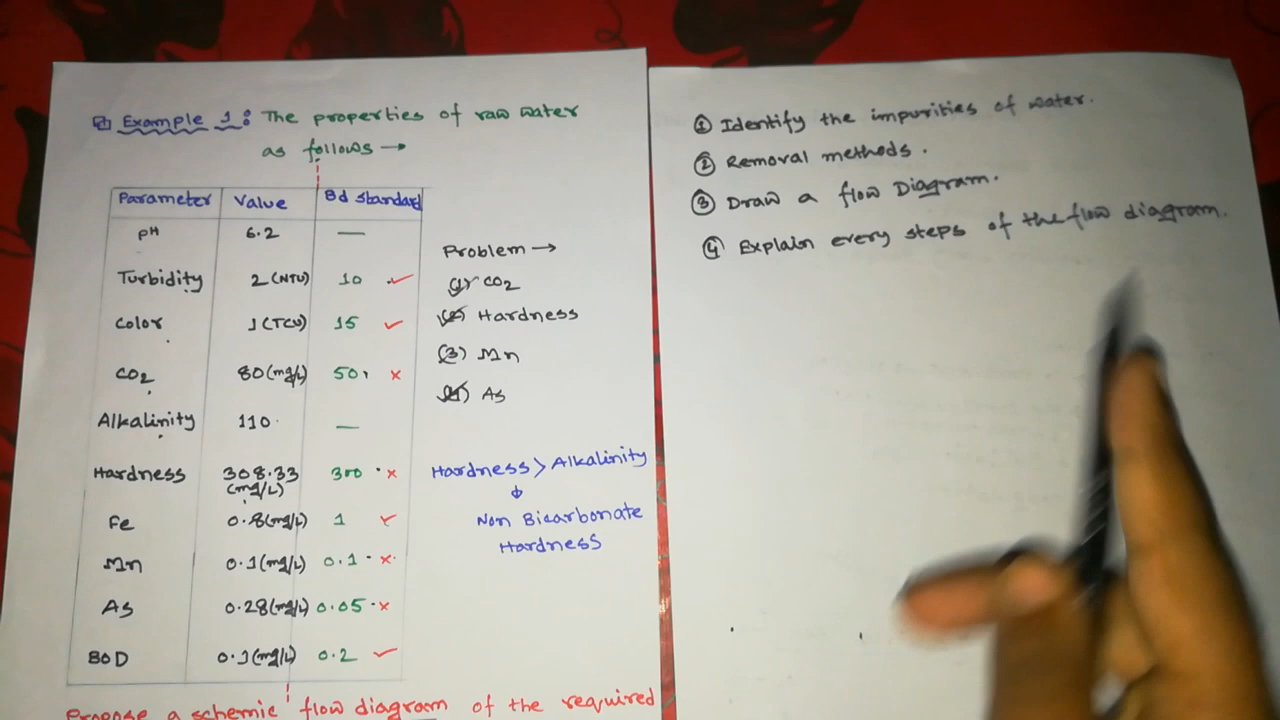 Example 1: The properties of raw water
as follows →
Parameter Value Bd standard
pH 6.2 —
Turbidity 2 (NTU) 10 ✓
Color 1 (TCU) 15 ✓
CO2 80 (mg/L) 50 ×
Alkalinity 110 —
Hardness 308.33 (mg/L) 300 ×
Fe 0.8 (mg/L) 1 ✓
Mn 0.1 (mg/L) 0.1 ×
As 0.28 (mg/L) 0.05 ×
BOD 0.1 (mg/L) 0.2 ✓
Problem →
(1) CO2
(2) Hardness
(3) Mn
(4) As
Hardness > Alkalinity
↓
Non Bicarbonate
Hardness
Propose a schemic flow diagram of the required
① Identify the impurities of water.
② Removal methods.
③ Draw a flow Diagram.
④ Explain every steps of the flow diagram.